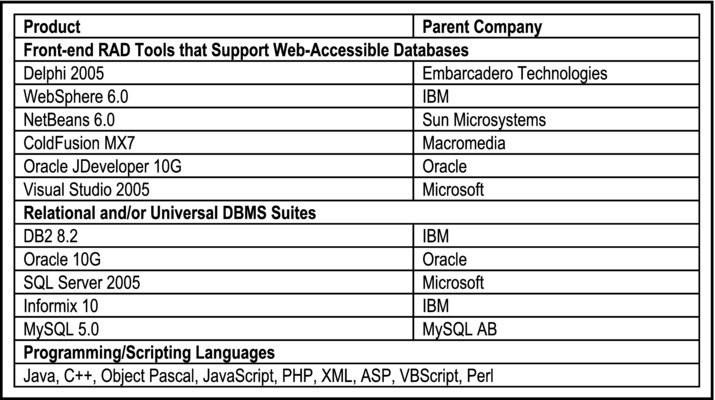 Product Parent Company
Front-end RAD Tools that Support Web-Accessible Databases
Delphi 2005 Embarcadero Technologies
WebSphere 6.0 IBM
NetBeans 6.0 Sun Microsystems
ColdFusion MX7 Macromedia
Oracle JDeveloper 10G Oracle
Visual Studio 2005 Microsoft
Relational and/or Universal DBMS Suites
DB2 8.2 IBM
Oracle 10G Oracle
SQL Server 2005 Microsoft
Informix 10 IBM
MySQL 5.0 MySQL AB
Programming/Scripting Languages
Java, C++, Object Pascal, JavaScript, PHP, XML, ASP, VBScript, Perl